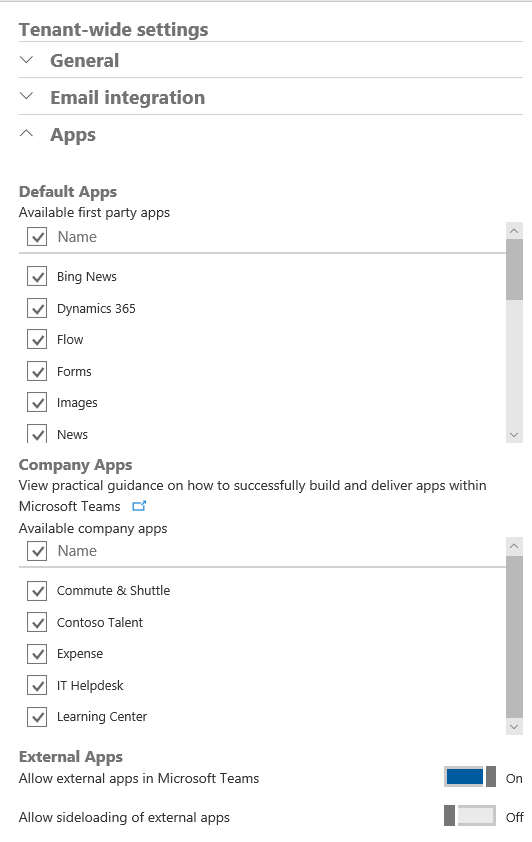 Tenant-wide settings
General
Email integration
Apps
Default Apps
Available first party apps
Name
Bing News
Dynamics 365
Flow
Forms
Images
News
Company Apps
View practical guidance on how to successfully build and deliver apps within
Microsoft Teams
Available company apps
Name
Commute & Shuttle
Contoso Talent
Expense
IT Helpdesk
Learning Center
External Apps
Allow external apps in Microsoft Teams On
Allow sideloading of external apps Off